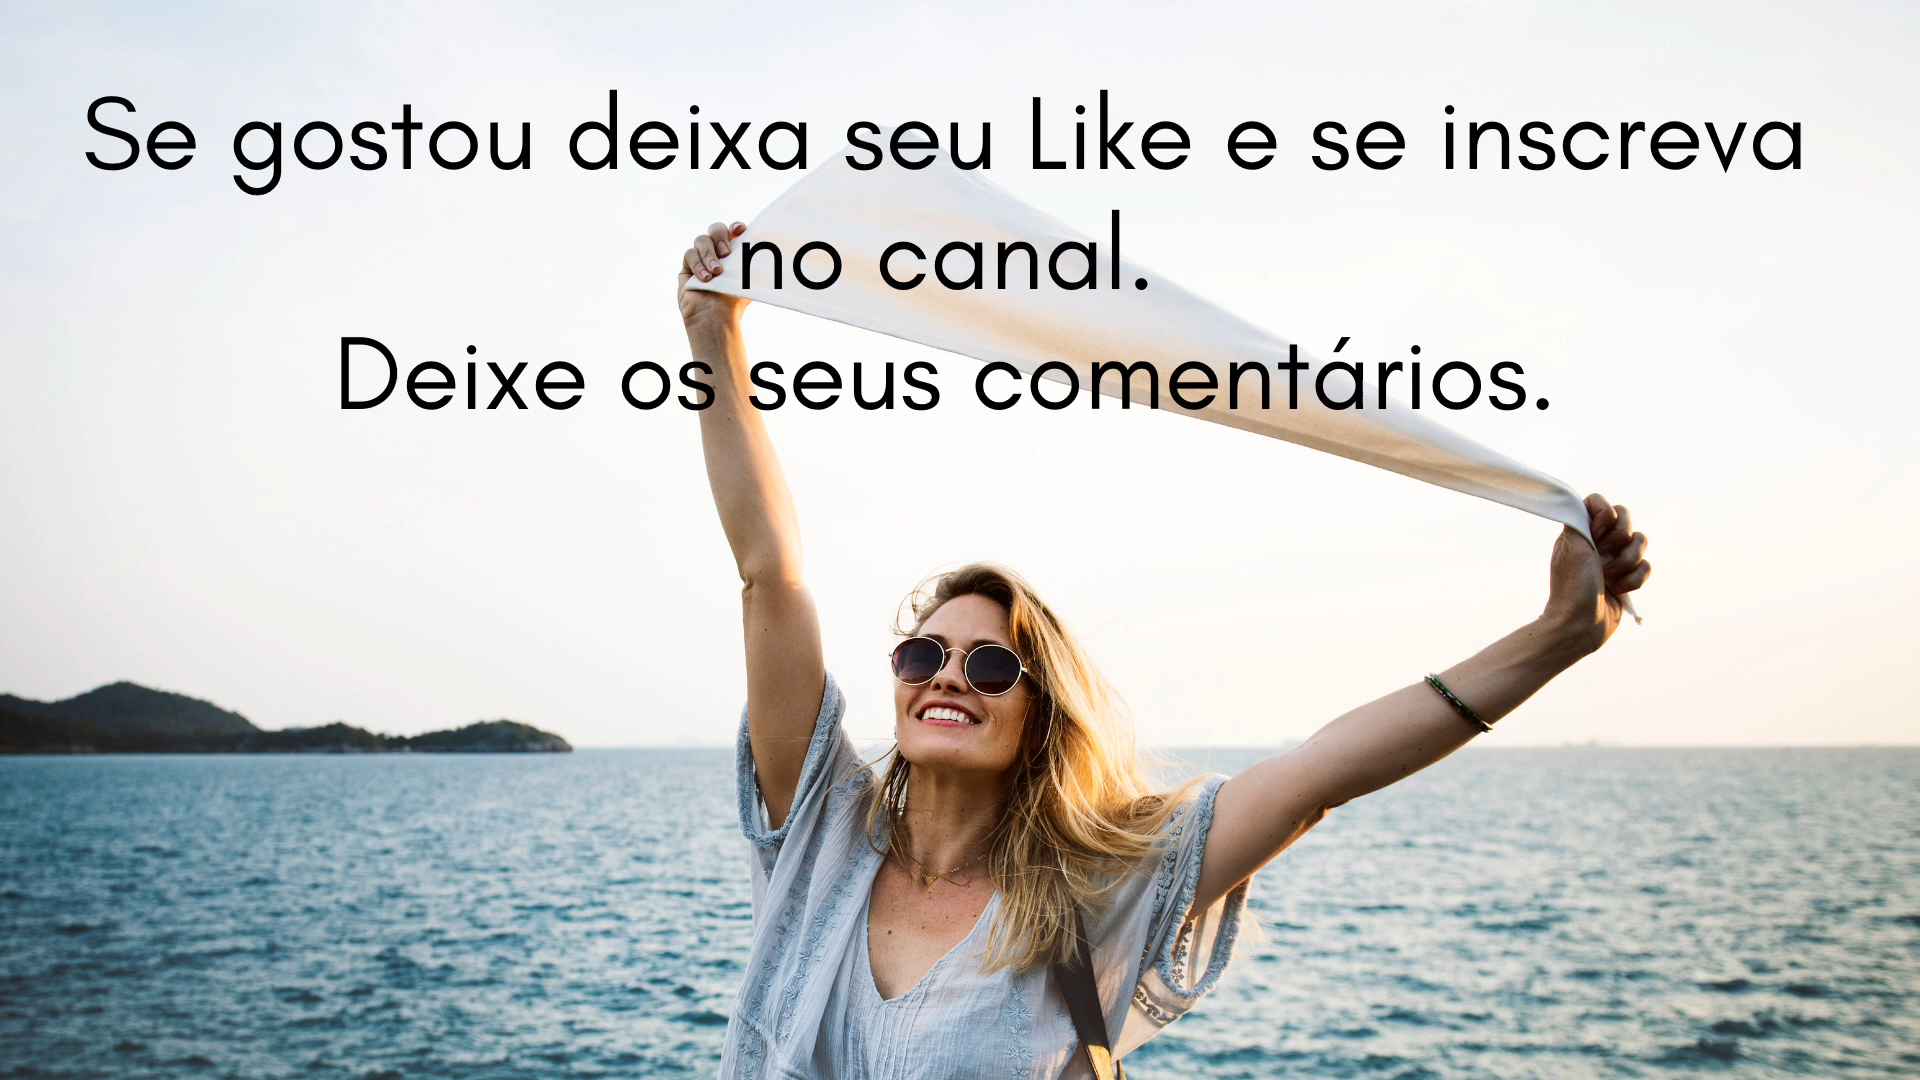 Se gostou deixa seu Like e se inscreva
no canal.
Deixe os seus comentários.